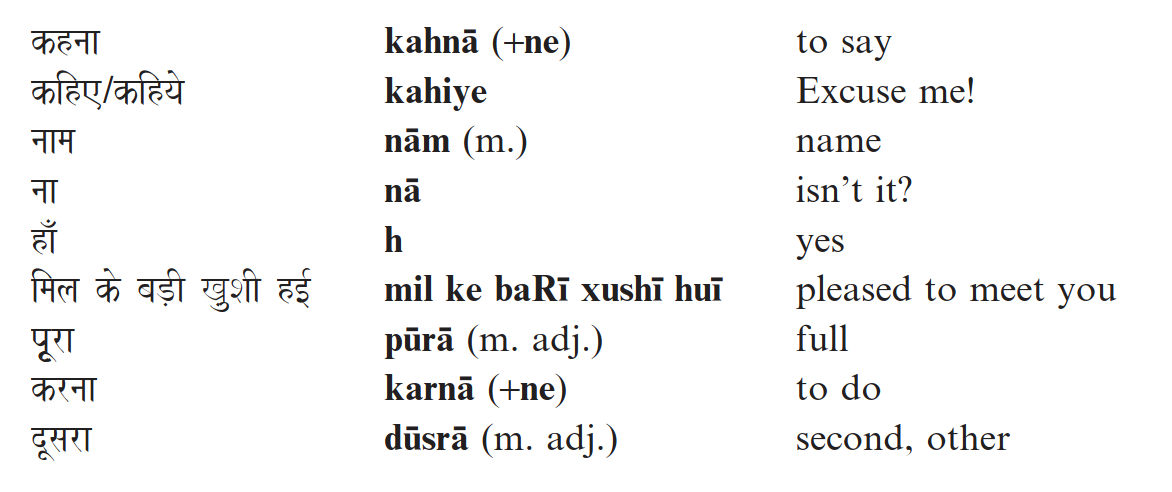 कहना kahnā (+ne) to say
कहिए/कहिये kahiye Excuse me!
नाम nām (m.) name
ना nā isn’t it?
हाँ h yes
मिल के बड़ी खुशी हई mil ke baRī xushī huī pleased to meet you
पूरा pūrā (m. adj.) full
करना karnā (+ne) to do
दूसरा dūsrā (m. adj.) second, other